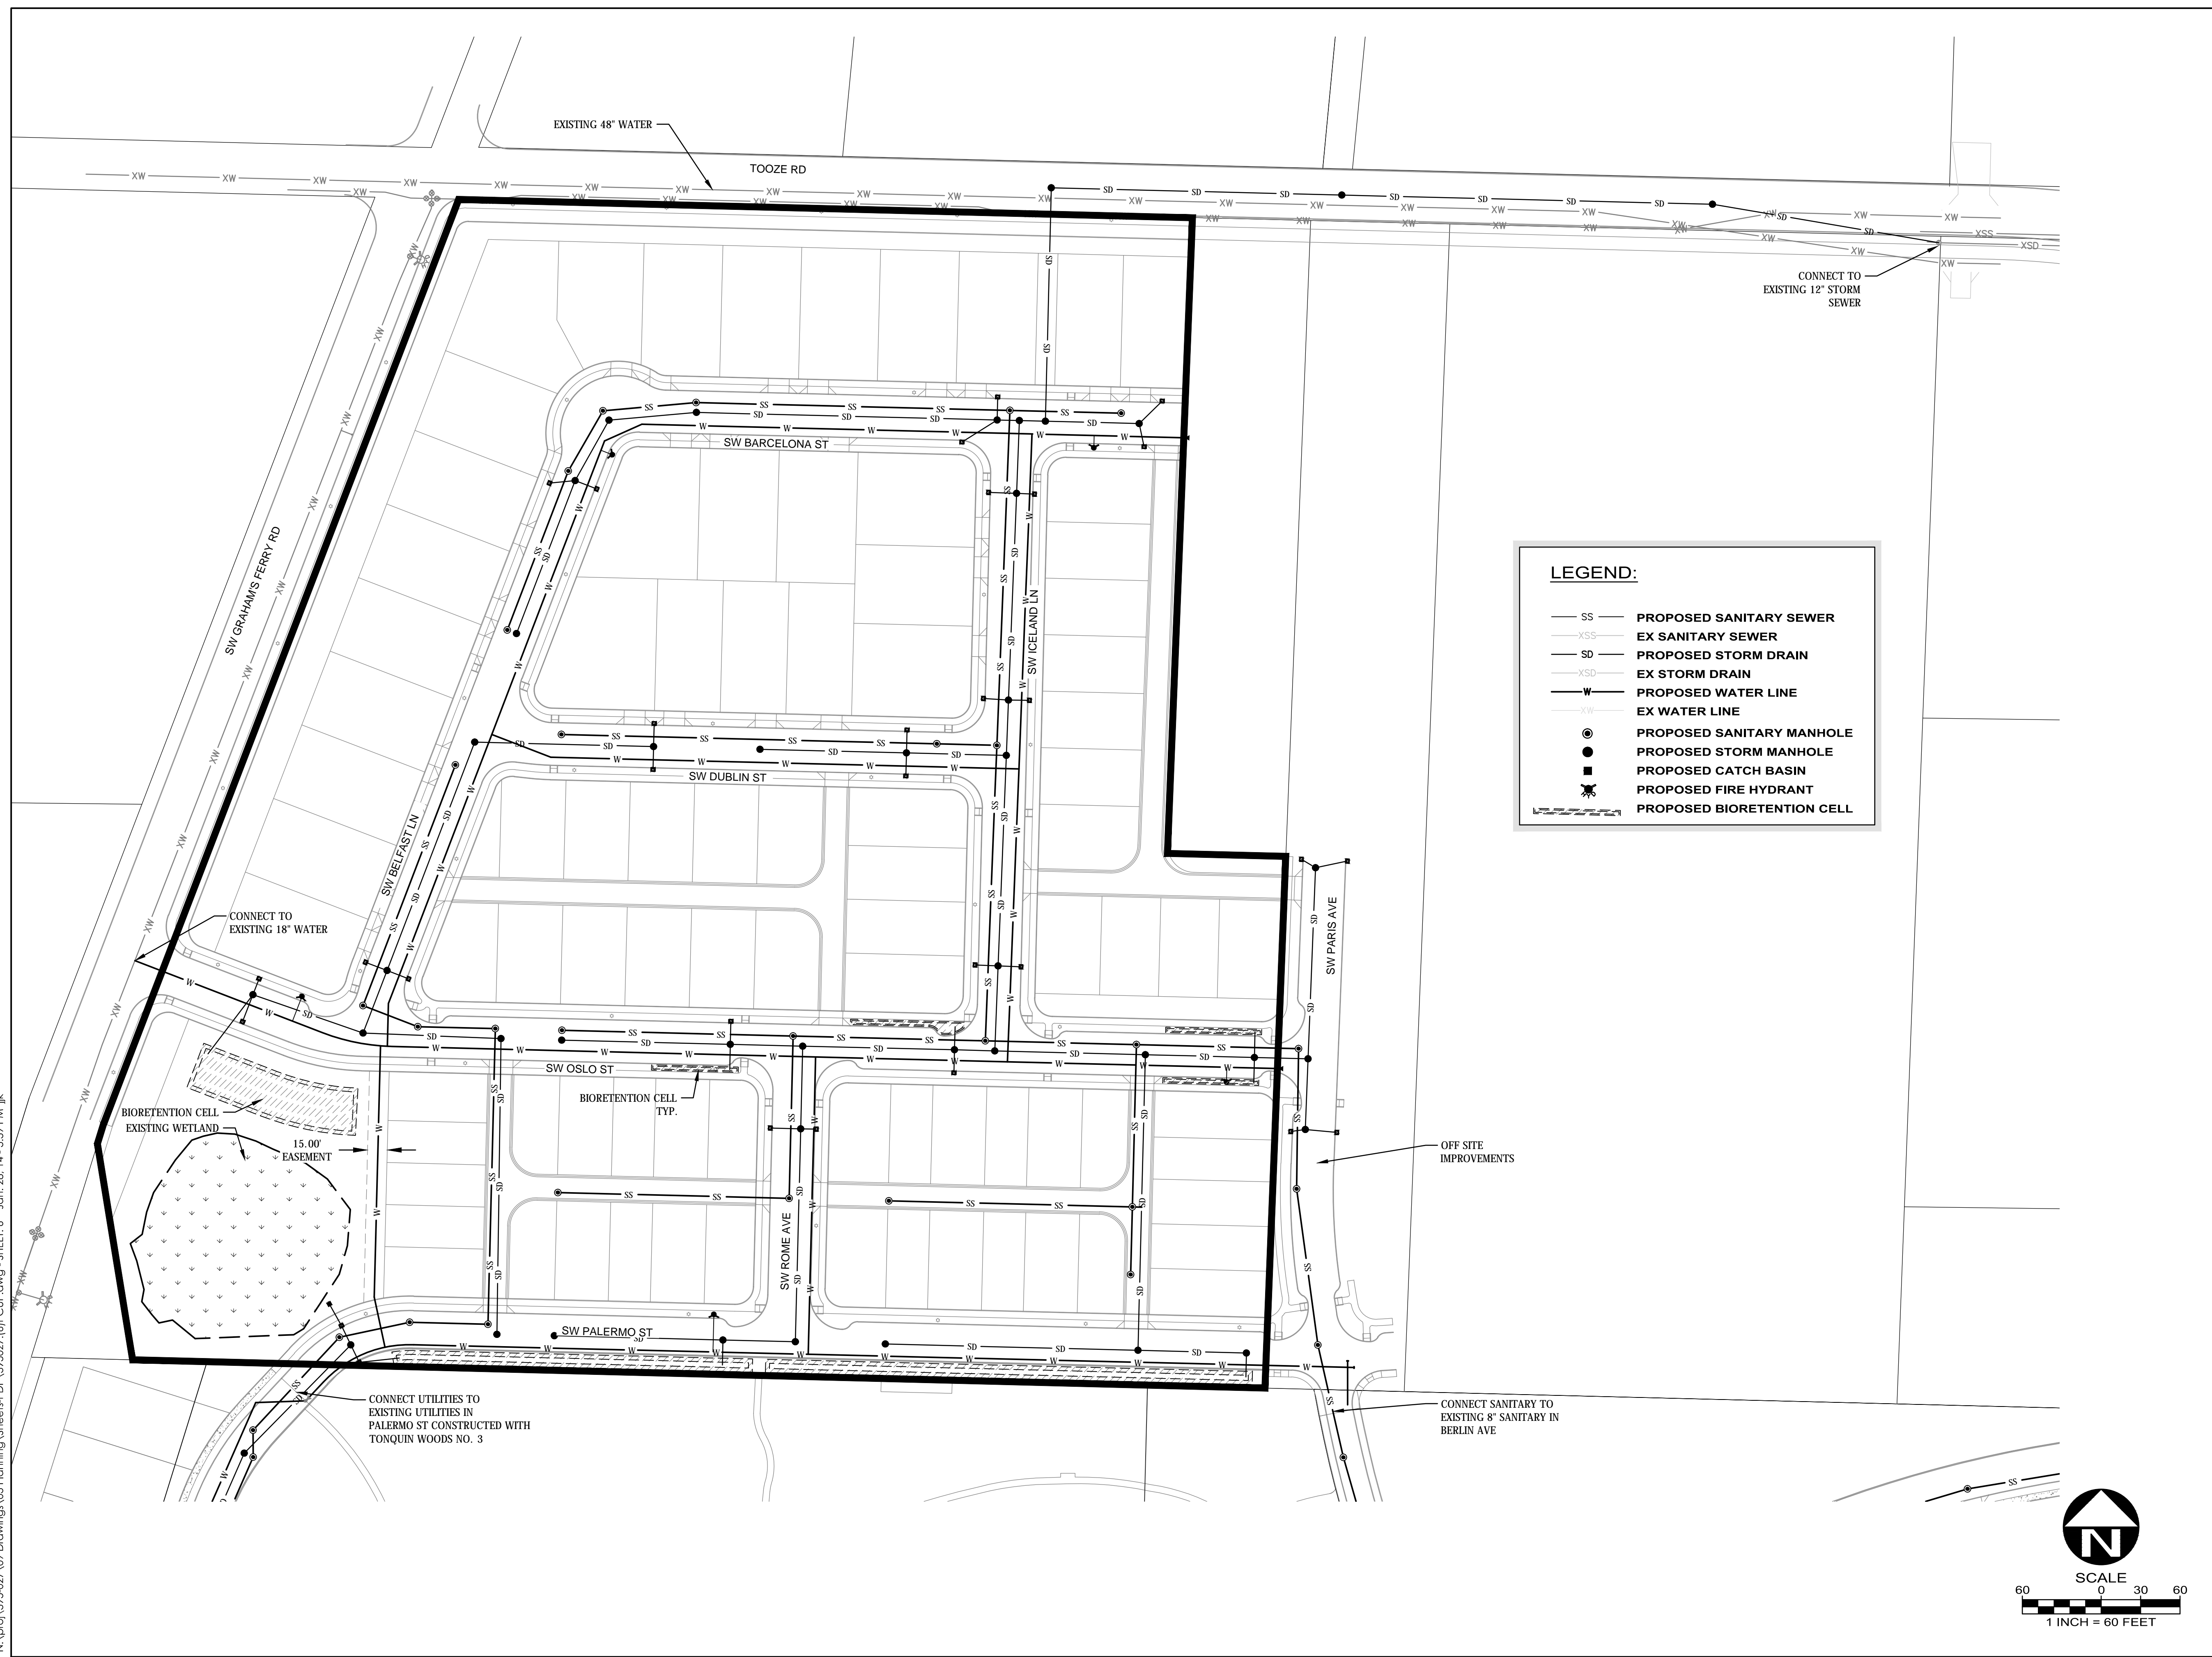 EXISTING 48" WATER
TOOZE RD
CONNECT TO
EXISTING 12" STORM
SEWER
SW BARCELONA ST
SW GRAHAM'S FERRY RD
SW ICELAND LN
LEGEND:
SS PROPOSED SANITARY SEWER
XSS EX SANITARY SEWER
SD PROPOSED STORM DRAIN
XSD EX STORM DRAIN
W PROPOSED WATER LINE
XW EX WATER LINE
PROPOSED SANITARY MANHOLE
PROPOSED STORM MANHOLE
PROPOSED CATCH BASIN
PROPOSED FIRE HYDRANT
PROPOSED BIORETENTION CELL
SW DUBLIN ST
SW BELFAST LN
CONNECT TO
EXISTING 18" WATER
SW PARIS AVE
SW OSLO ST
BIORETENTION CELL
TYP.
BIORETENTION CELL
EXISTING WETLAND
15.00'
EASEMENT
OFF SITE
IMPROVEMENTS
SW ROME AVE
SW PALERMO ST
CONNECT UTILITIES TO
EXISTING UTILITIES IN
PALERMO ST CONSTRUCTED WITH
TONQUIN WOODS NO. 3
CONNECT SANITARY TO
EXISTING 8" SANITARY IN
BERLIN AVE
N
SCALE
60 0 30 60
1 INCH = 60 FEET